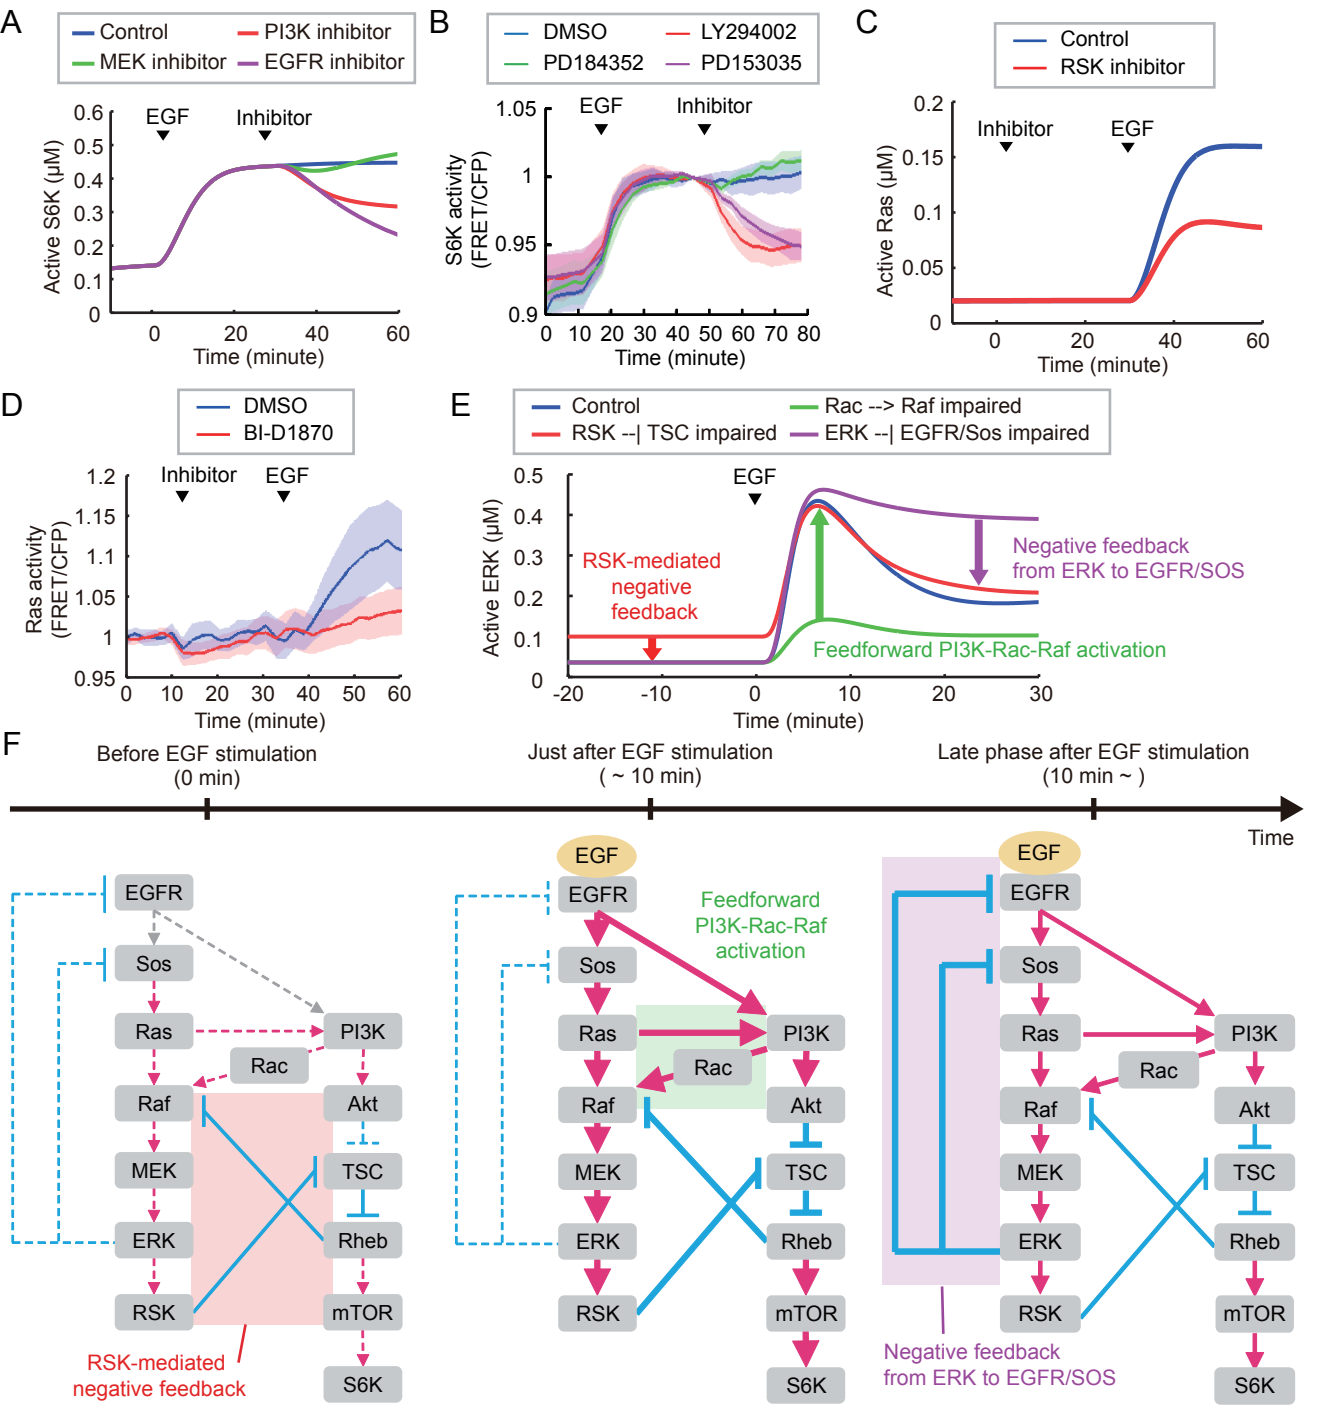 A
Control
PI3K inhibitor
MEK inhibitor
EGFR inhibitor
EGF
Inhibitor
Active S6K (μM)
0.6
0.5
0.4
0.3
0.2
0.1
0
0 20 40 60
Time (minute)
B
DMSO
LY294002
PD184352
PD153035
EGF
Inhibitor
S6K activity
(FRET/CFP)
1.05
1
0.95
0.9
0 10 20 30 40 50 60 70 80
Time (minute)
C
Control
RSK inhibitor
Inhibitor
EGF
Active Ras (μM)
0.2
0.15
0.1
0.05
0
0 20 40 60
Time (minute)
D
DMSO
BI-D1870
Inhibitor
EGF
Ras activity
(FRET/CFP)
1.2
1.15
1.1
1.05
1
0.95
0 10 20 30 40 50 60
Time (minute)
E
Control
Rac --> Raf impaired
RSK --| TSC impaired
ERK --| EGFR/Sos impaired
EGF
Active ERK (μM)
0.5
0.4
0.3
0.2
0.1
0
RSK-mediated
negative
feedback
Negative feedback
from ERK to EGFR/SOS
Feedforward PI3K-Rac-Raf activation
-20 -10 0 10 20 30
Time (minute)
F
Before EGF stimulation
(0 min)
Just after EGF stimulation
( ~ 10 min)
Late phase after EGF stimulation
(10 min ~ )
Time
EGFR
Sos
Ras
PI3K
Rac
Raf
Akt
MEK
TSC
ERK
Rheb
RSK
mTOR
S6K
RSK-mediated
negative feedback
EGF
EGFR
Feedforward
PI3K-Rac-Raf
activation
Sos
Ras
PI3K
Rac
Raf
Akt
MEK
TSC
ERK
Rheb
RSK
mTOR
S6K
EGF
EGFR
Sos
Ras
PI3K
Rac
Raf
Akt
MEK
TSC
ERK
Rheb
RSK
mTOR
S6K
Negative feedback
from ERK to EGFR/SOS